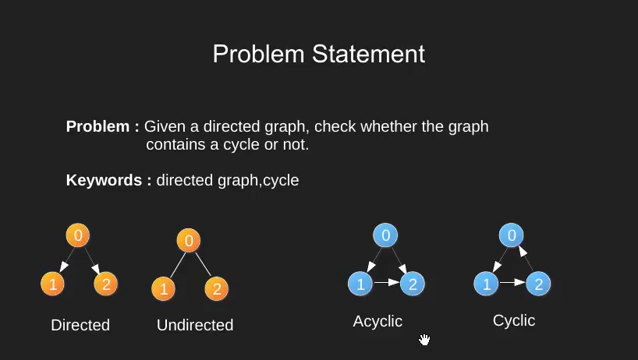 Problem Statement
Problem : Given a directed graph, check whether the graph
contains a cycle or not.
Keywords : directed graph,cycle
0 0 0 0
1 2 1 2 1 2 1 2
Directed Undirected Acyclic Cyclic